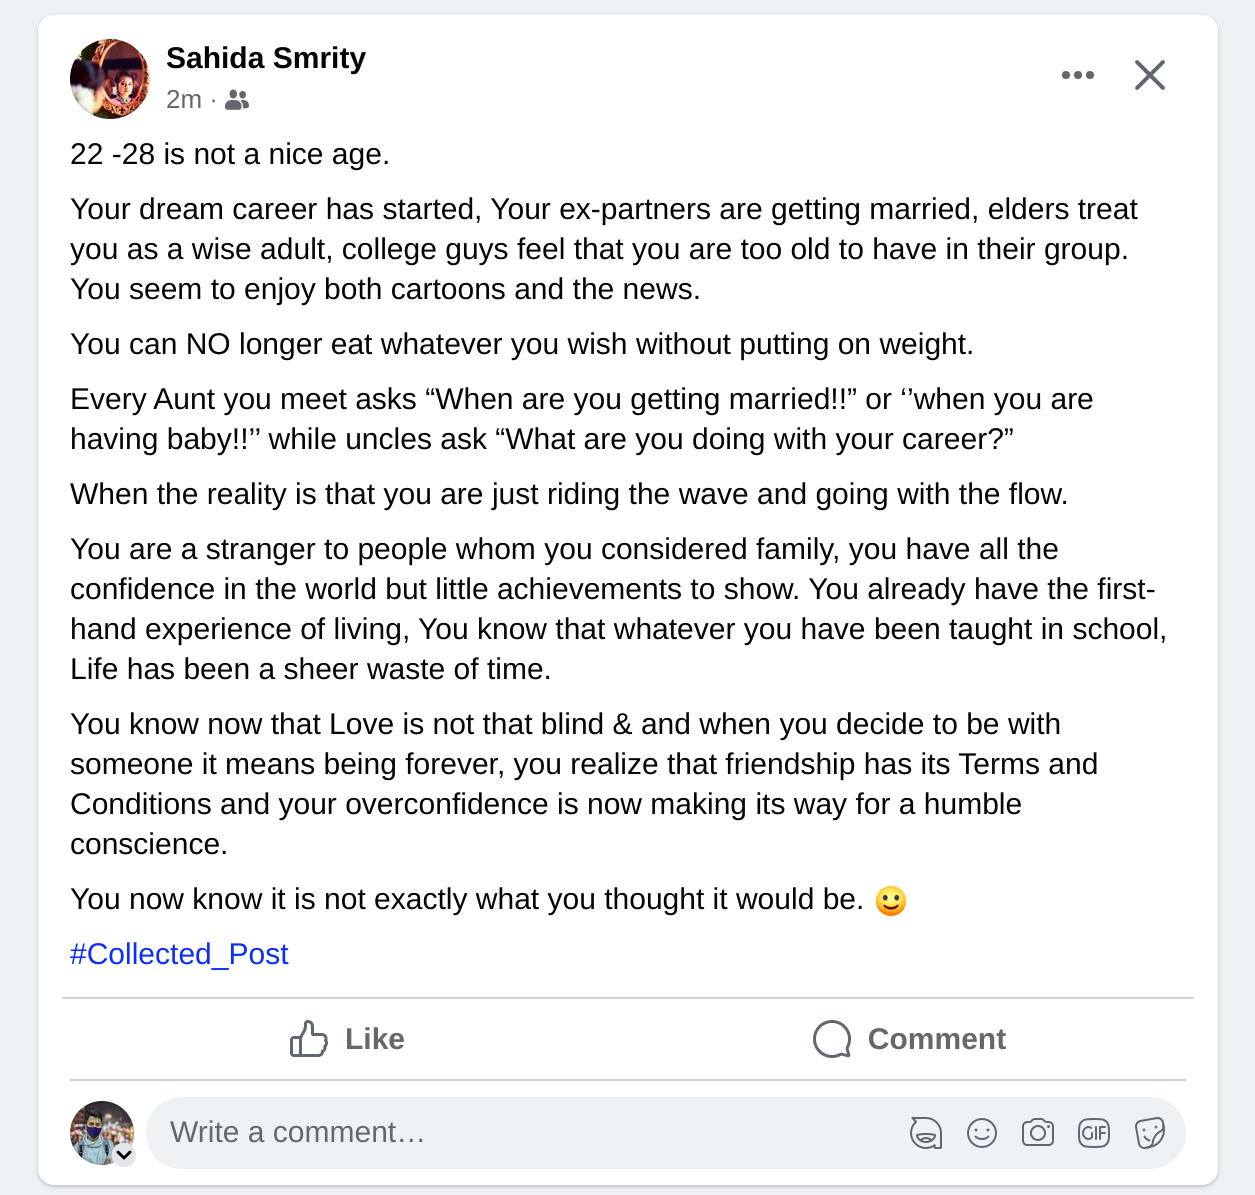 Sahida Smrity
2m ·
22 -28 is not a nice age.
Your dream career has started, Your ex-partners are getting married, elders treat
you as a wise adult, college guys feel that you are too old to have in their group.
You seem to enjoy both cartoons and the news.
You can NO longer eat whatever you wish without putting on weight.
Every Aunt you meet asks “When are you getting married!!” or ‘’when you are
having baby!!’’ while uncles ask “What are you doing with your career?”
When the reality is that you are just riding the wave and going with the flow.
You are a stranger to people whom you considered family, you have all the
confidence in the world but little achievements to show. You already have the first-
hand experience of living, You know that whatever you have been taught in school,
Life has been a sheer waste of time.
You know now that Love is not that blind & and when you decide to be with
someone it means being forever, you realize that friendship has its Terms and
Conditions and your overconfidence is now making its way for a humble
conscience.
You now know it is not exactly what you thought it would be. 🙂
#Collected_Post
Like
Comment
Write a comment…
GIF